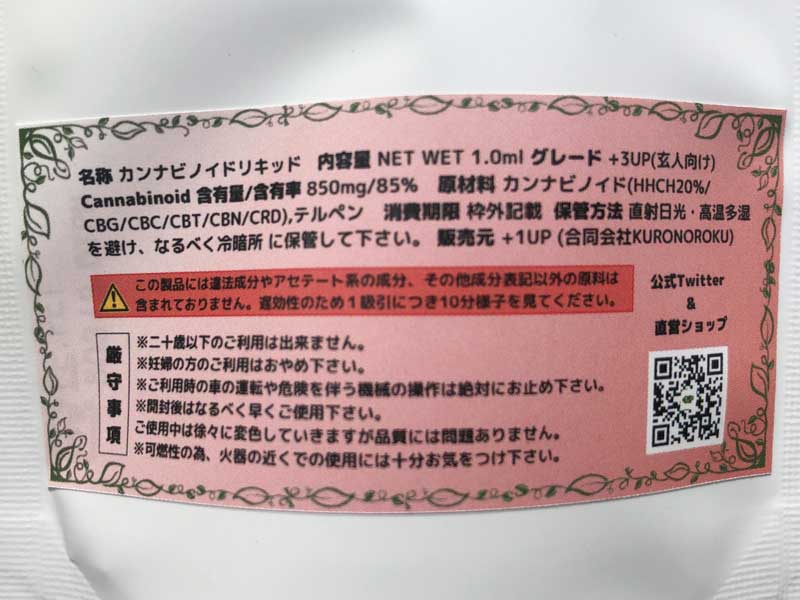 名称 カンナビノイドリキッド 内容量 NET WET 1.0ml グレード +3UP(玄人向け)
Cannabinoid 含有量/含有率 850mg/85% 原材料 カンナビノイド(HHCH20%/
CBG/CBC/CBT/CBN/CRD),テルペン 消費期限 枠外記載 保管方法 直射日光・高温多湿
を避け、なるべく冷暗所 に保管して下さい。 販売元 +1UP (合同会社KURONOROKU)
この製品には違法成分やアセテート系の成分、その他成分表記以外の原料は
含まれておりません。遅効性のため1吸引につき10分様子を見てください。
公式Twitter
&
直営ショップ
厳守事項
※二十歳以下のご利用は出来ません。
※妊婦の方のご利用はおやめ下さい。
※ご利用時の車の運転や危険を伴う機械の操作は絶対にお止め下さい。
※開封後はなるべく早くご使用下さい。
ご使用中は徐々に変色していきますが品質には問題ありません。
※可燃性の為、火器の近くでの使用には十分お気をつけ下さい。